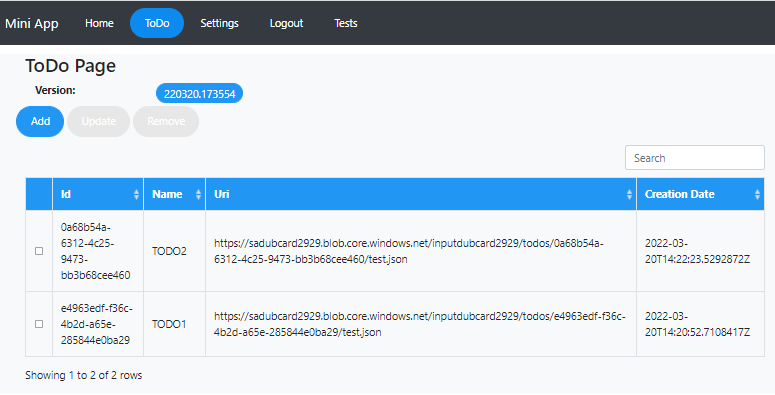 Mini App Home ToDo Settings Logout Tests
ToDo Page
Version: 220320.173554
Add Update Remove
Search
Id Name Uri Creation Date
0a68b54a-
6312-4c25-
9473-
bb3b68cee460
TODO2
https://sadubcard2929.blob.core.windows.net/inputdubcard2929/todos/0a68b54a-
6312-4c25-9473-bb3b68cee460/test.json
2022-03-
20T14:22:23.5292872Z
e4963edf-f36c-
4b2d-a65e-
285844e0ba29
TODO1
https://sadubcard2929.blob.core.windows.net/inputdubcard2929/todos/e4963edf-f36c-
4b2d-a65e-285844e0ba29/test.json
2022-03-
20T14:20:52.7108417Z
Showing 1 to 2 of 2 rows